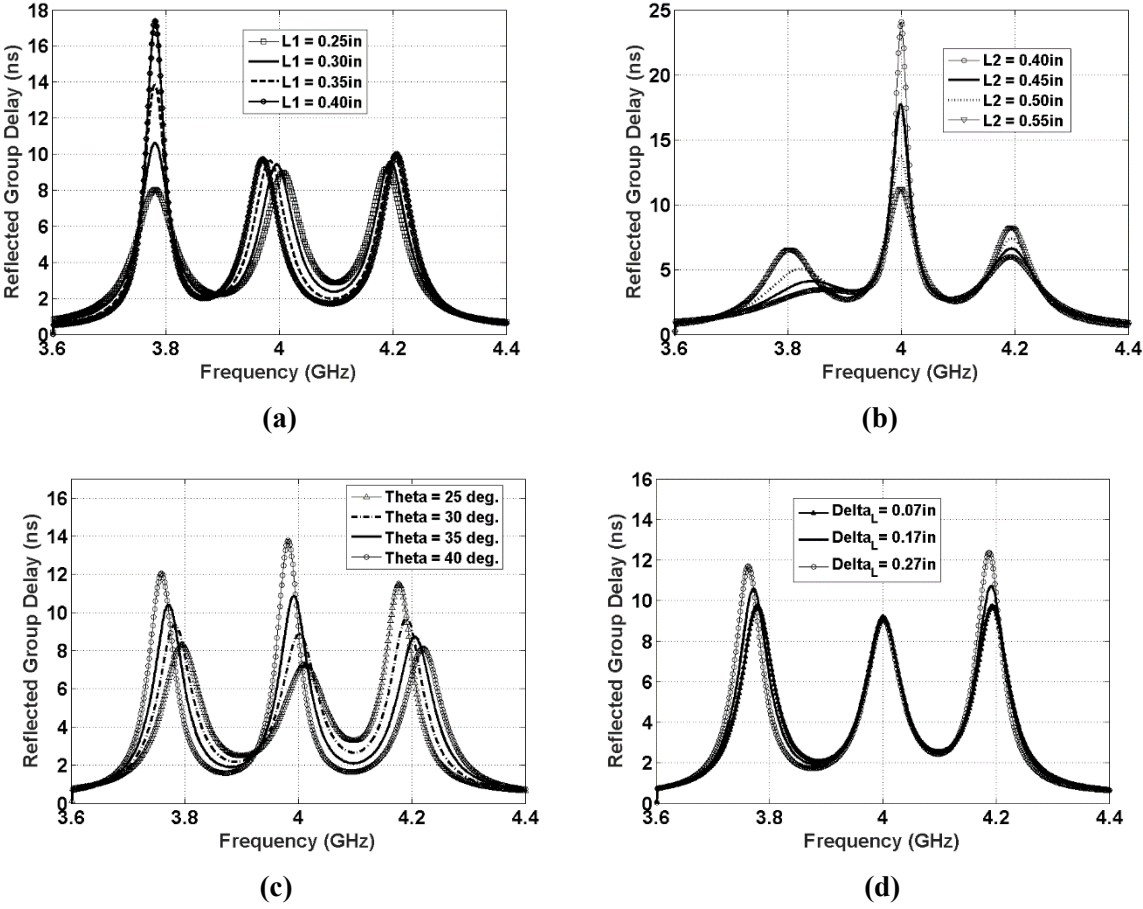 18
16
14
12
10
8
6
4
2
0
Reflected Group Delay (ns)
L1 = 0.25in
L1 = 0.30in
L1 = 0.35in
L1 = 0.40in
3.6 3.8 4 4.2 4.4
Frequency (GHz)
(a)
25
20
15
10
5
0
Reflected Group Delay (ns)
L2 = 0.40in
L2 = 0.45in
L2 = 0.50in
L2 = 0.55in
3.6 3.8 4 4.2 4.4
Frequency (GHz)
(b)
16
14
12
10
8
6
4
2
0
Reflected Group Delay (ns)
Theta = 25 deg.
Theta = 30 deg.
Theta = 35 deg.
Theta = 40 deg.
3.6 3.8 4 4.2 4.4
Frequency (GHz)
(c)
16
14
12
10
8
6
4
2
0
Reflected Group Delay (ns)
Delta_L = 0.07in
Delta_L = 0.17in
Delta_L = 0.27in
3.6 3.8 4 4.2 4.4
Frequency (GHz)
(d)